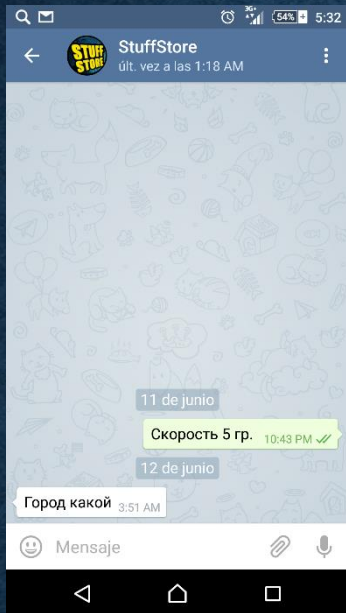 3G+
54%
5:32
STUFF
STORE
StuffStore
últ. vez a las 1:18 AM
11 de junio
Скорость 5 гр. 10:43 PM
12 de junio
Город какой 3:51 AM
Mensaje